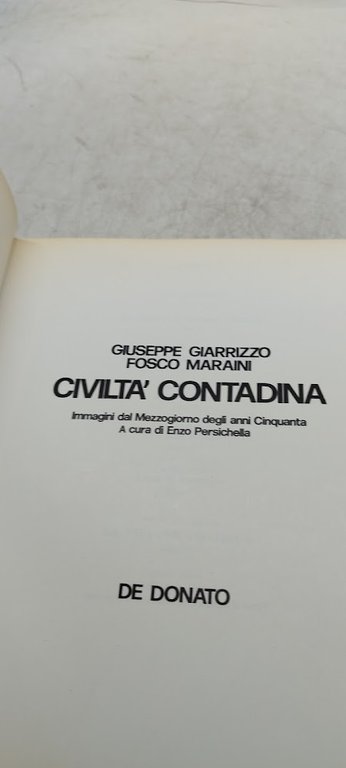 GIUSEPPE GIARRIZZO
FOSCO MARAINI
CIVILTA' CONTADINA
Immagini dal Mezzogiorno degli anni Cinquanta
A cura di Enzo Persichella
DE DONATO